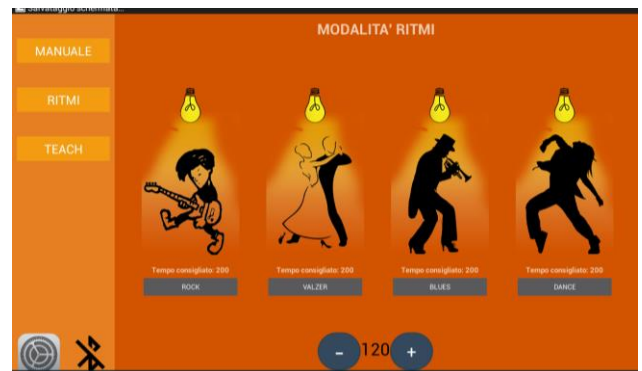 Salvataggio schermata...
MODALITA' RITMI
MANUALE
RITMI
TEACH
Tempo consigliato: 200
ROCK
Tempo consigliato: 200
VALZER
Tempo consigliato: 200
BLUES
Tempo consigliato: 200
DANCE
- 120 +